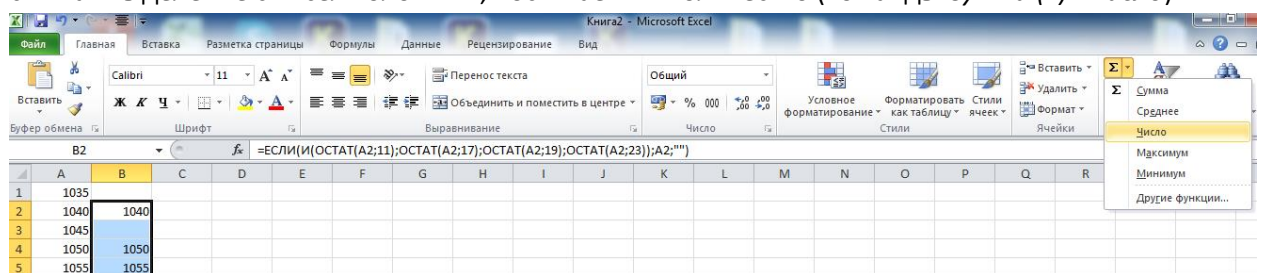 Книга2 - Microsoft Excel
Файл Главная Вставка Разметка страницы Формулы Данные Рецензирование Вид
Calibri 11 A A Перенос текста Общий Вставить Σ
Вставить Ж К Ч Объединить и поместить в центре % 000 Условное форматирование Форматировать как таблицу Стили ячеек Удалить Формат
Буфер обмена Шрифт Выравнивание Число Стили Ячейки
Σ Сумма
Среднее
Число
Максимум
Минимум
Другие функции...
B2 fx =ЕСЛИ(И(ОСТАТ(A2;11);ОСТАТ(A2;17);ОСТАТ(A2;19);ОСТАТ(A2;23));A2;"")
A B C D E F G H I J K L M N O P Q R
1 1035
2 1040 1040
3 1045
4 1050 1050
5 1055 1055